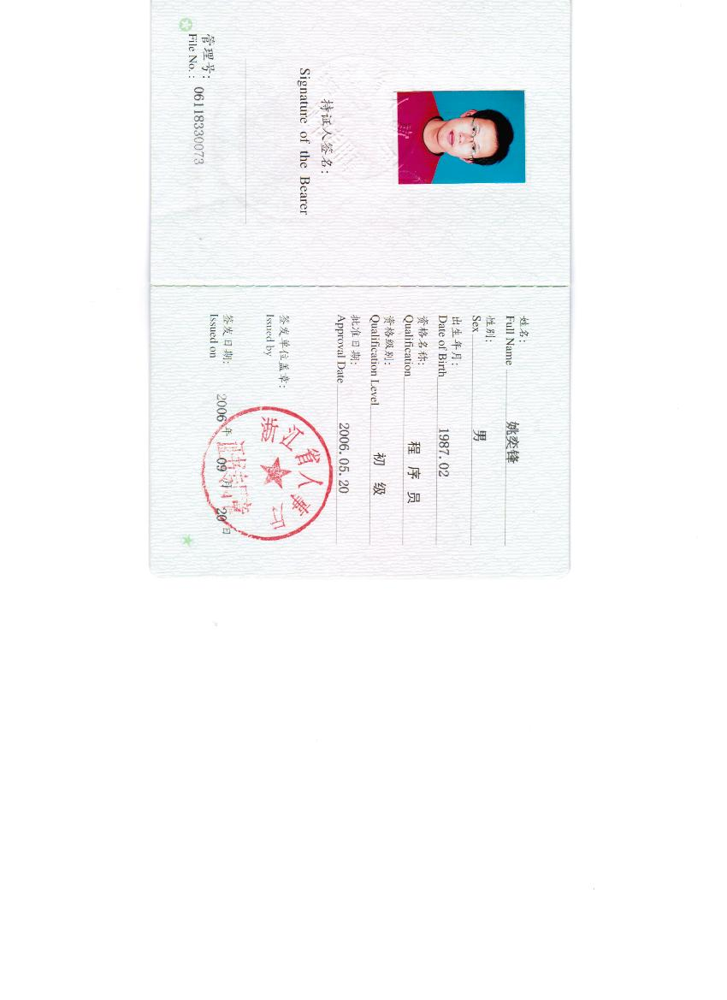 持证人签名：
Signature of the Bearer
管理号：
File No.： 06118330073
姓名：
Full Name 姚奕锋
性别：
Sex 男
出生年月：
Date of Birth 1987.02
资格名称：
Qualification 程序员
资格级别：
Qualification Level 初级
批准日期：
Approval Date 2006.05.20
签发单位盖章：
Issued by
浙江省人事厅
签发日期： 2006 年 09 月 20 日
Issued on